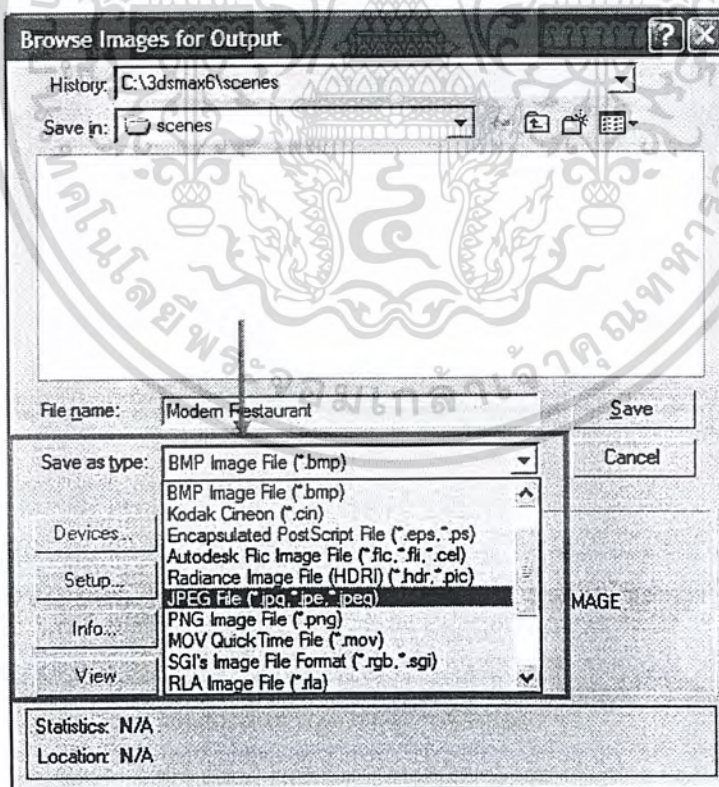 Browse Images for Output
History: C:\3dsmax6\scenes
Save in: scenes
File name: Modern Restaurant
Save
Save as type: BMP Image File (*.bmp)
Cancel
BMP Image File (*.bmp)
Kodak Cineon (*.cin)
Devices...
Encapsulated PostScript File (*.eps,*.ps)
Autodesk Flic Image File (*.flc,*.fli,*.cel)
Setup...
Radiance Image File (HDRI) (*.hdr,*.pic)
JPEG File (*.jpg,*.jpe,*.jpeg)
MAGE
Info...
PNG Image File (*.png)
MOV QuickTime File (*.mov)
View
SGI's Image File Format (*.rgb,*.sgi)
RLA Image File (*.rla)
Statistics: N/A
Location: N/A